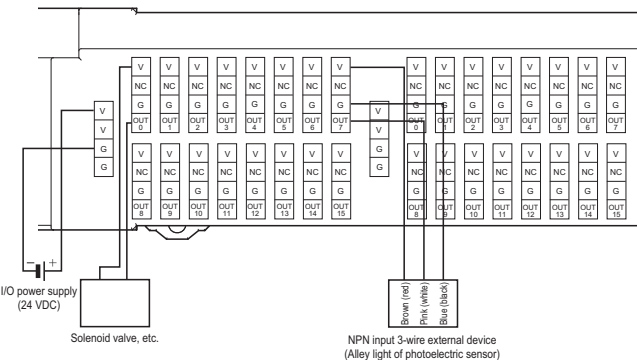 V V V V V V V V V V V V V V V V
NC NC NC NC NC NC NC NC NC NC NC NC NC NC NC NC
G G G G G G G G G G G G G G G G
OUT OUT OUT OUT OUT OUT OUT OUT OUT OUT OUT OUT OUT OUT OUT OUT
0 1 2 3 4 5 6 7 0 1 2 3 4 5 6 7
V V
V V
G G
G G
V V V V V V V V V V V V V V V V
NC NC NC NC NC NC NC NC NC NC NC NC NC NC NC NC
G G G G G G G G G G G G G G G G
OUT OUT OUT OUT OUT OUT OUT OUT OUT OUT OUT OUT OUT OUT OUT OUT
8 9 10 11 12 13 14 15 8 9 10 11 12 13 14 15
− +
I/O power supply
(24 VDC)
Solenoid valve, etc.
Brown (red)
Pink (white)
Blue (black)
NPN input 3-wire external device
(Alley light of photoelectric sensor)